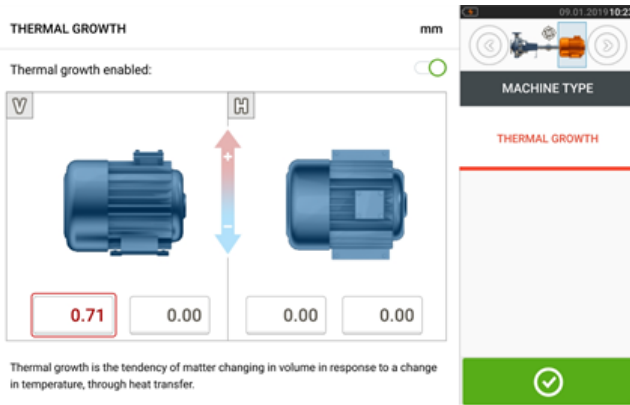 THERMAL GROWTH mm
Thermal growth enabled:
V H
+
-
0.71 0.00 0.00 0.00
Thermal growth is the tendency of matter changing in volume in response to a change
in temperature, through heat transfer.
09.01.2019 10:2
MACHINE TYPE
THERMAL GROWTH